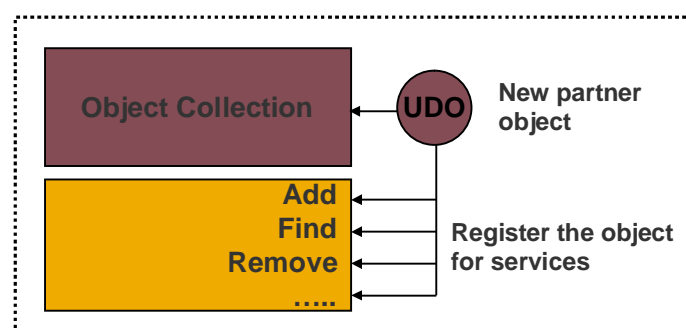 Object Collection
UDO
New partner
object
Add
Find
Remove
…..
Register the object
for services